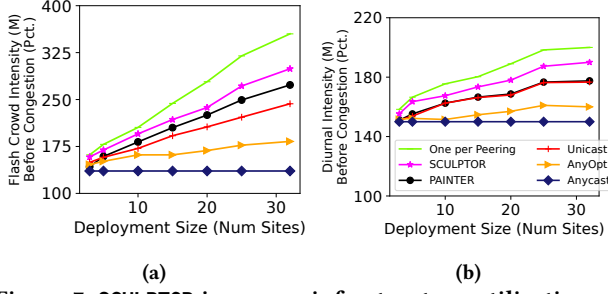 Flash Crowd Intensity (M)
Before Congestion (Pct.)
400
325
250
175
100
10
20
30
Deployment Size (Num Sites)
(a)
Diurnal Intensity (M)
Before Congestion (Pct.)
220
180
140
100
10
20
30
One per Peering
SCULPTOR
PAINTER
Unicast
AnyOpt
Anycast
Deployment Size (Num Sites)
(b)